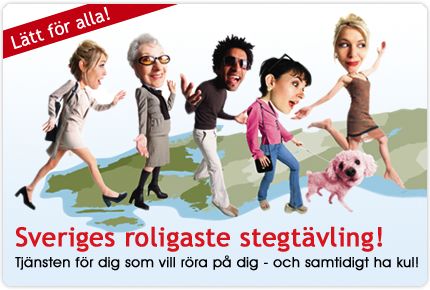 Lätt för alla!
Sveriges roligaste stegtävling!
Tjänsten för dig som vill röra på dig - och samtidigt ha kul!